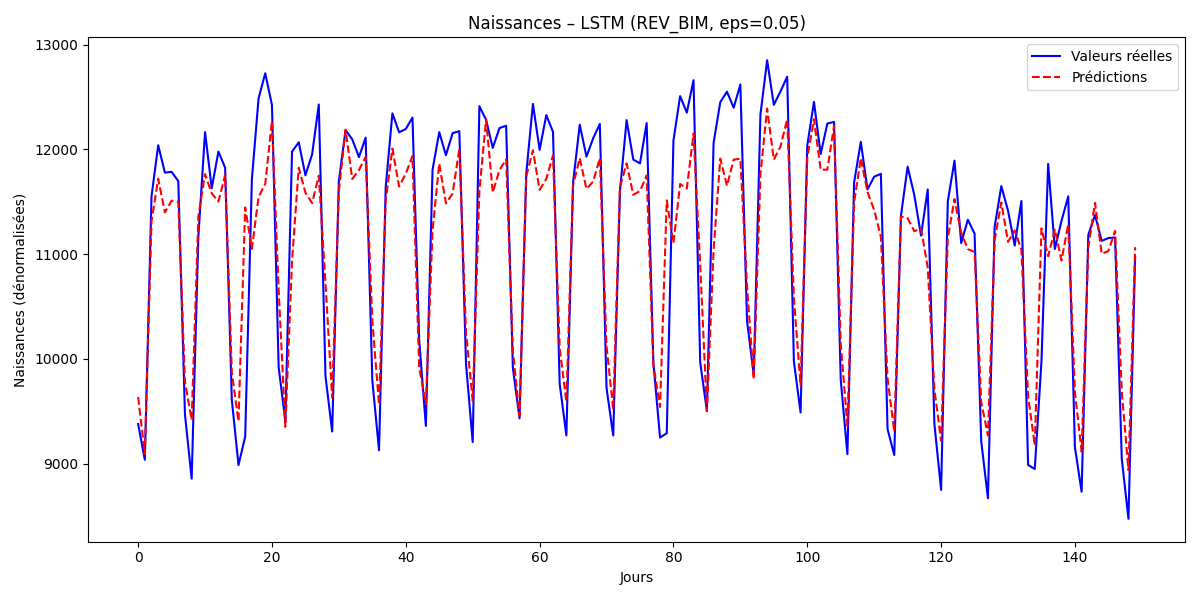 Naissances – LSTM (REV_BIM, eps=0.05)
Valeurs réelles
Prédictions
Naissances (dénormalisées)
13000
12000
11000
10000
9000
0 20 40 60 80 100 120 140
Jours